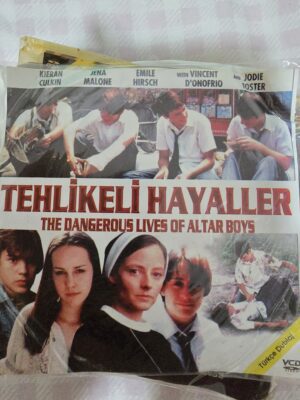 KIERAN JENA EMILE WITH VINCENT AND JODIE
CULKIN MALONE HIRSCH D'ONOFRIO FOSTER
TEHLİKELİ HAYALLER
THE DANGEROUS LIVES OF ALTAR BOYS
Türkçe Dublaj
VCD